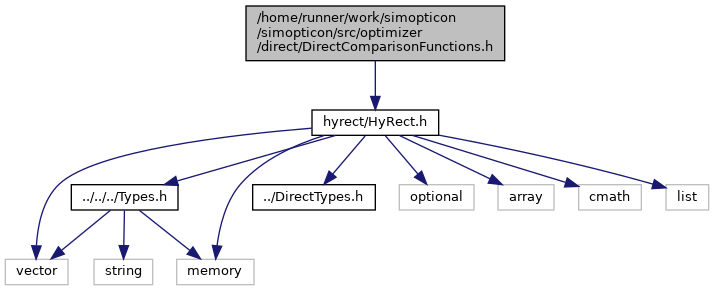 /home/runner/work/simopticon
/simopticon/src/optimizer
/direct/DirectComparisonFunctions.h
hyrect/HyRect.h
../../../Types.h
../DirectTypes.h
optional
array
cmath
list
vector
string
memory